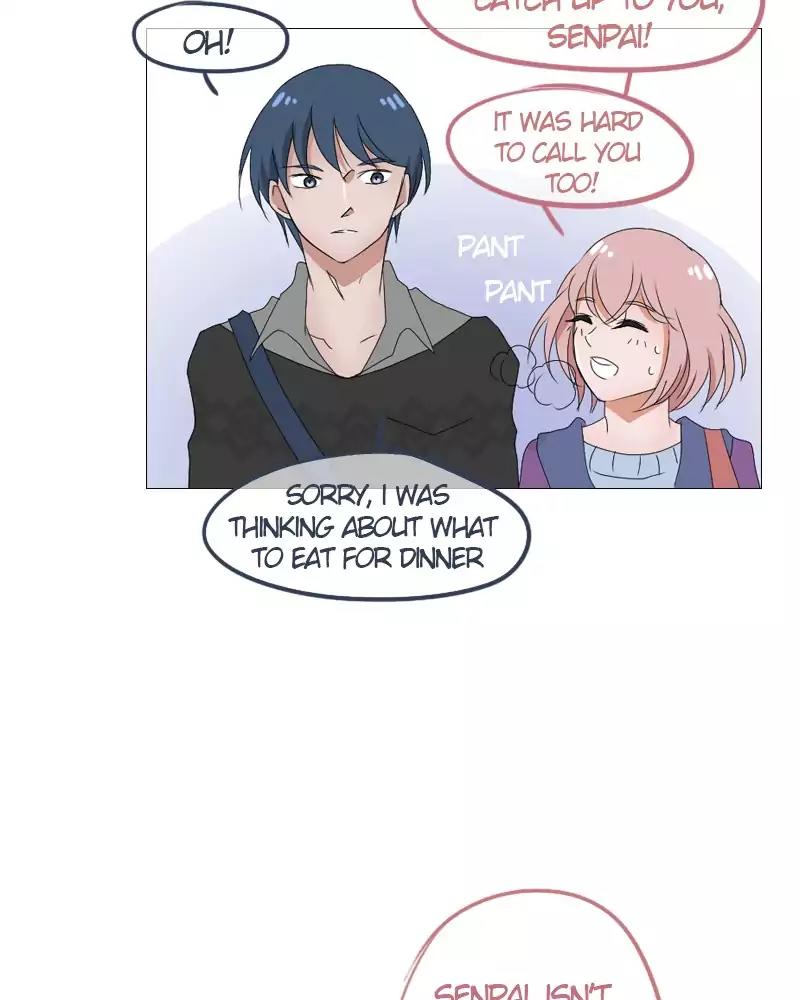 OH!
CATCH UP TO YOU,
SENPAI!
IT WAS HARD
TO CALL YOU
TOO!
PANT
PANT
SORRY, I WAS
THINKING ABOUT WHAT
TO EAT FOR DINNER
SENPAI ISN'T